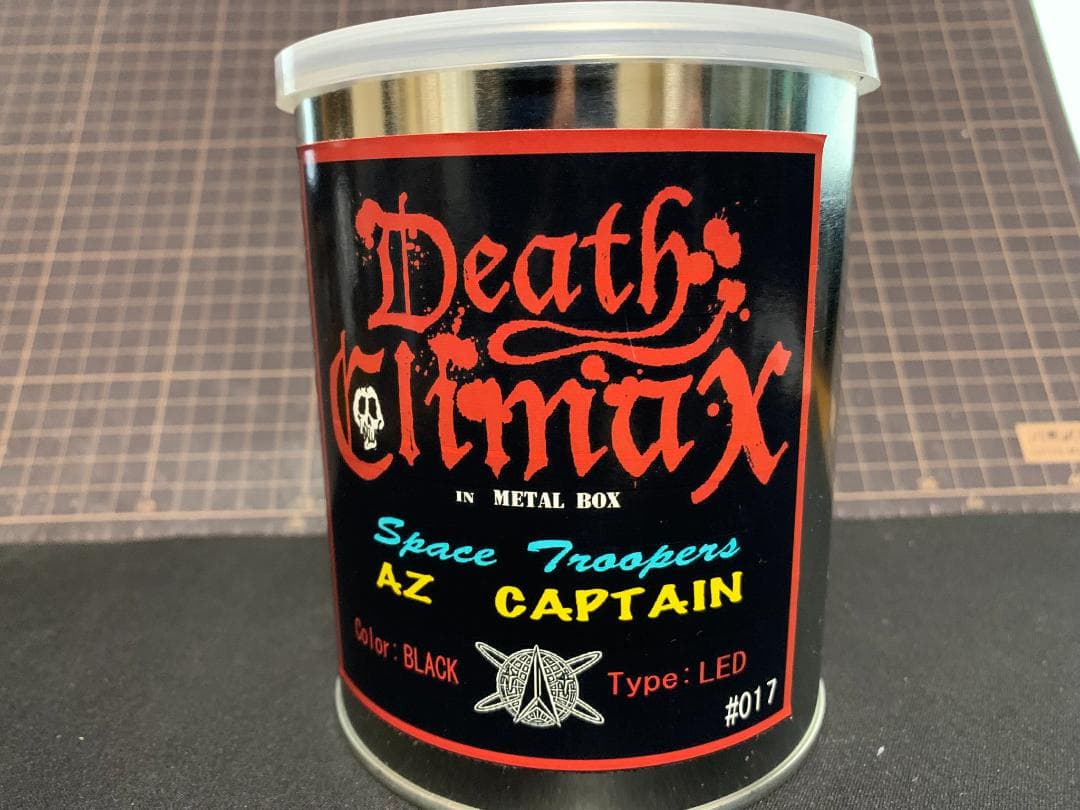 Death
Climax
IN METAL BOX
Space Troopers
AZ CAPTAIN
Color:BLACK
Type:LED
#017